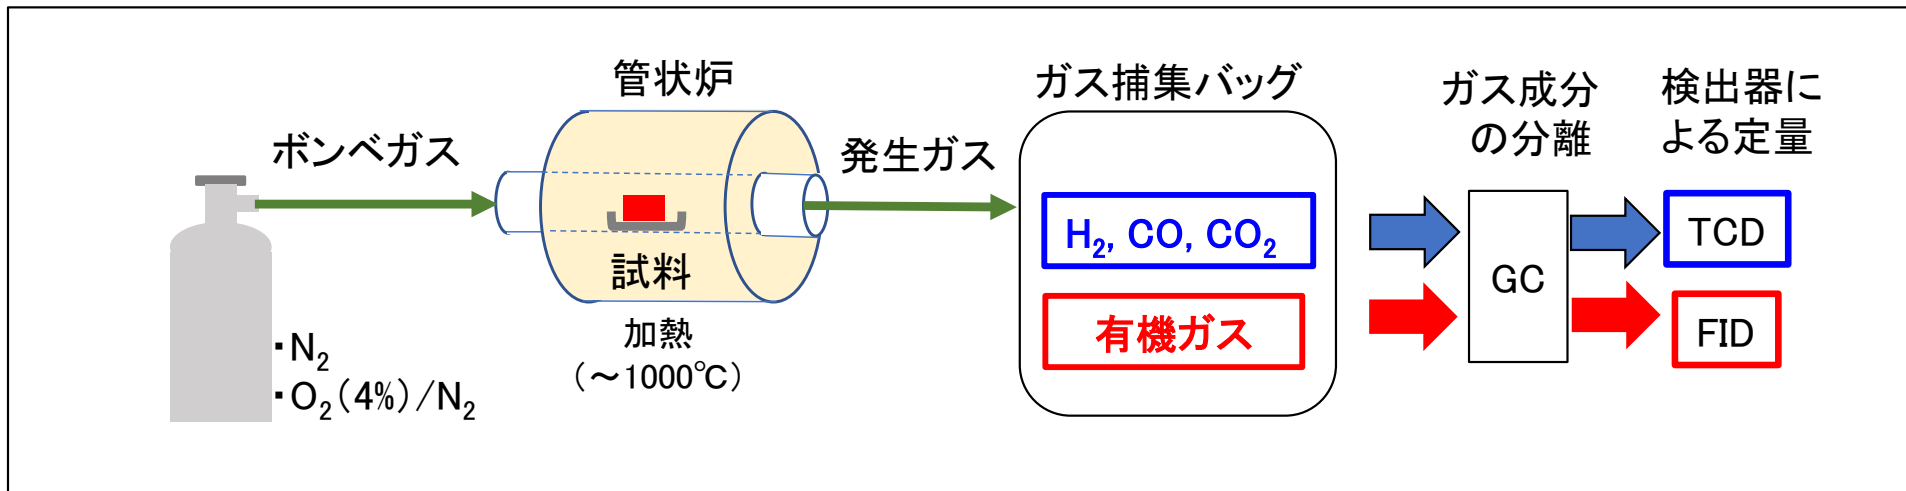 管状炉
ガス捕集バッグ
ガス成分
の分離
検出器に
よる定量
ボンベガス
発生ガス
H₂, CO, CO₂
TCD
試料
GC
有機ガス
FID
加熱
(～1000℃)
・N₂
・O₂(4%)/N₂